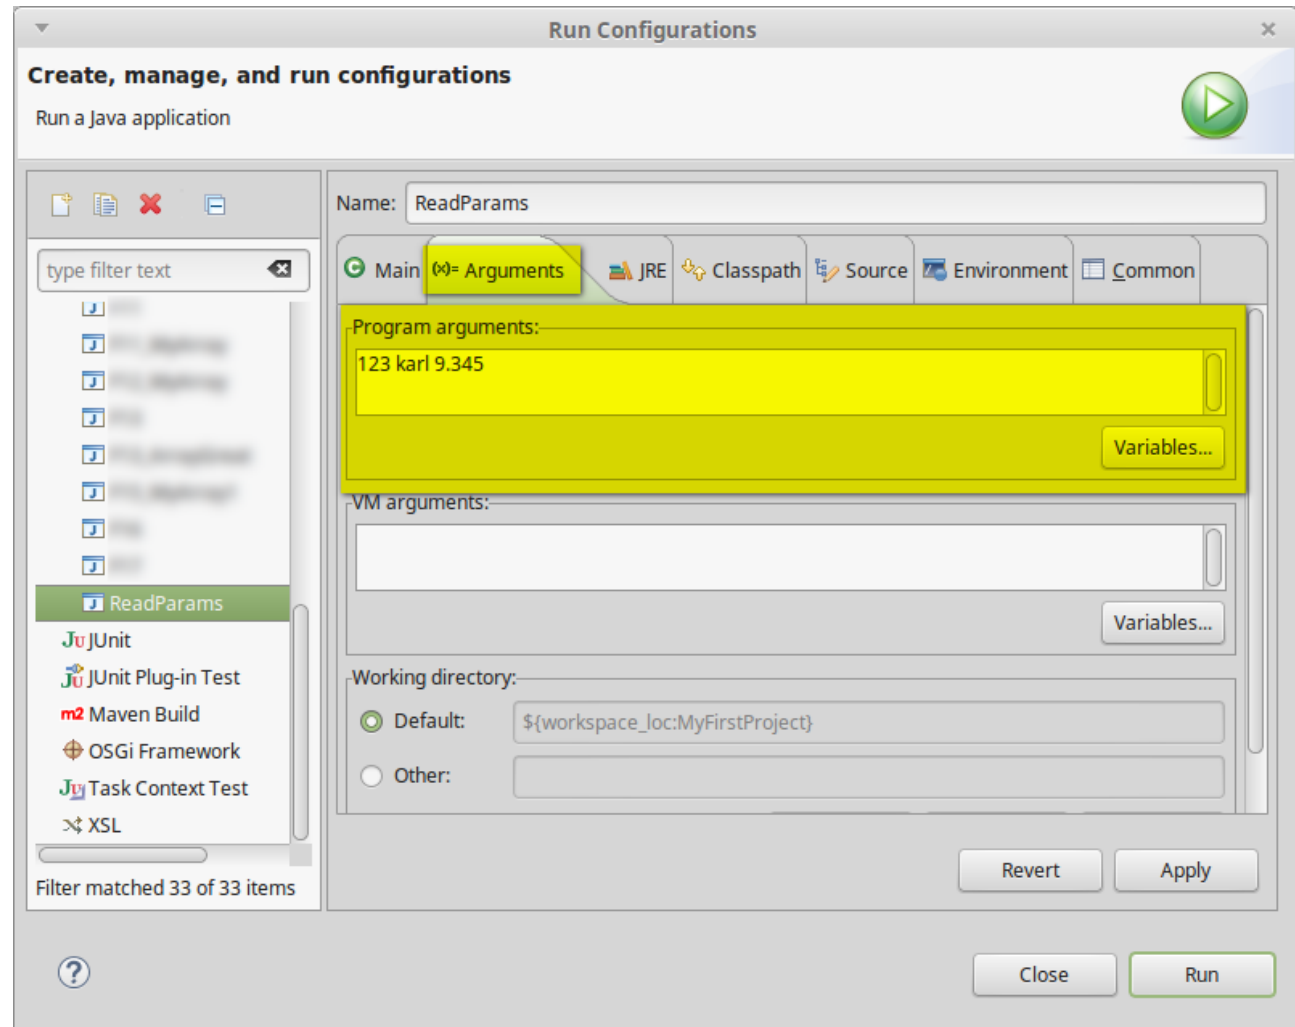 Run Configurations
Create, manage, and run configurations
Run a Java application
type filter text
ReadParams
JUnit
JUnit Plug-in Test
m2 Maven Build
OSGi Framework
Task Context Test
XSL
Filter matched 33 of 33 items
Name: ReadParams
Main (x)= Arguments JRE Classpath Source Environment Common
Program arguments:
123 karl 9.345
Variables...
VM arguments:
Variables...
Working directory:
Default: ${workspace_loc:MyFirstProject}
Other:
Revert Apply
Close Run